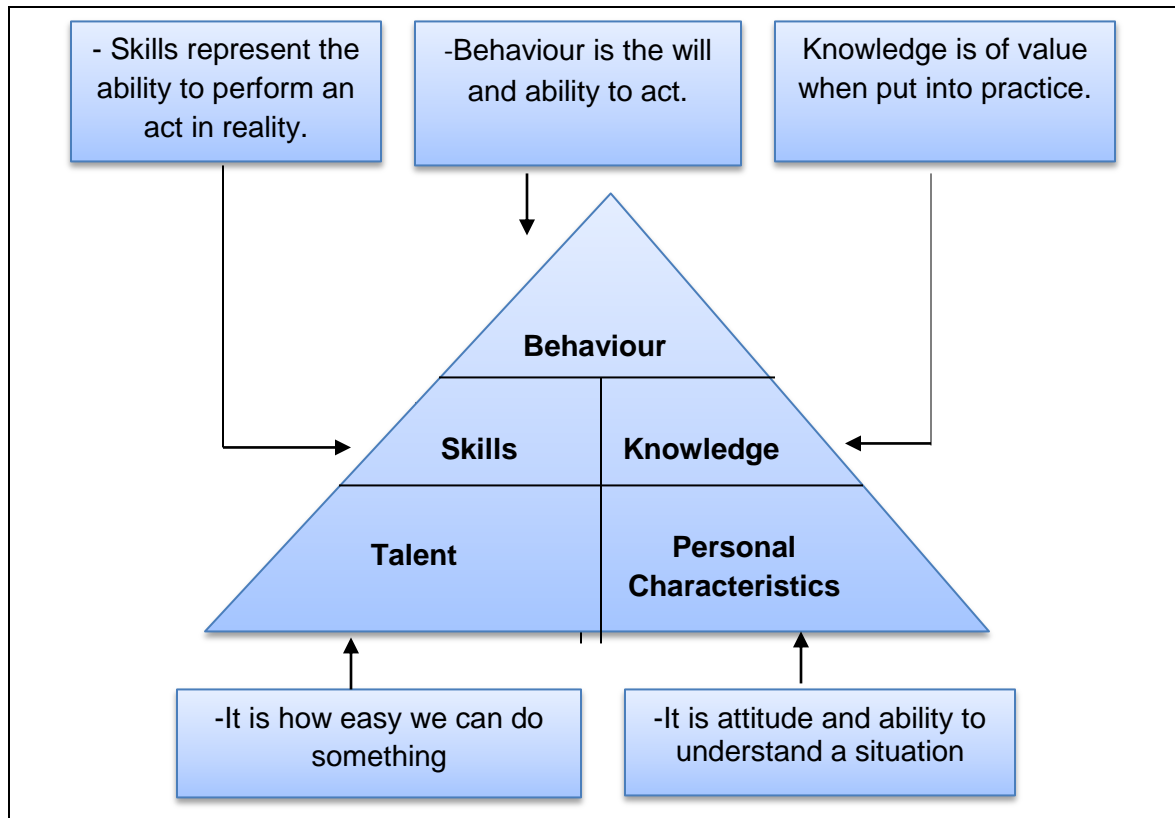 - Skills represent the
ability to perform an
act in reality.
-Behaviour is the will
and ability to act.
Knowledge is of value
when put into practice.
Behaviour
Skills
Knowledge
Talent
Personal
Characteristics
-It is how easy we can do
something
-It is attitude and ability to
understand a situation